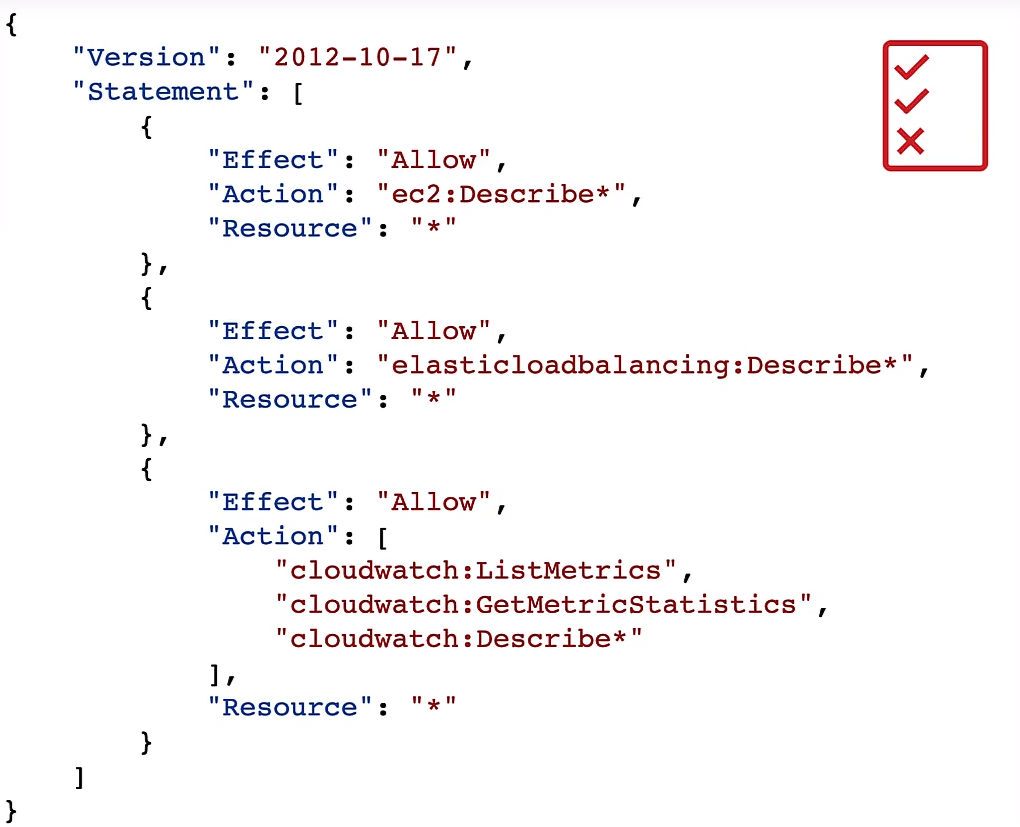 {
    "Version": "2012-10-17",
    "Statement": [
        {
            "Effect": "Allow",
            "Action": "ec2:Describe*",
            "Resource": "*"
        },
        {
            "Effect": "Allow",
            "Action": "elasticloadbalancing:Describe*",
            "Resource": "*"
        },
        {
            "Effect": "Allow",
            "Action": [
                "cloudwatch:ListMetrics",
                "cloudwatch:GetMetricStatistics",
                "cloudwatch:Describe*"
            ],
            "Resource": "*"
        }
    ]
}